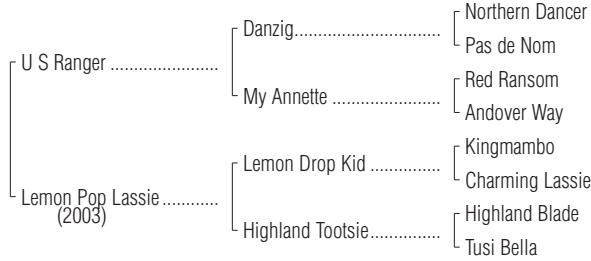 Northern Dancer
Danzig..................................
Pas de Nom
U S Ranger .........................
Red Ransom
My Annette .........................
Andover Way
Kingmambo
Lemon Drop Kid ................
Charming Lassie
Lemon Pop Lassie.............
(2003)
Highland Blade
Highland Tootsie................
Tusi Bella